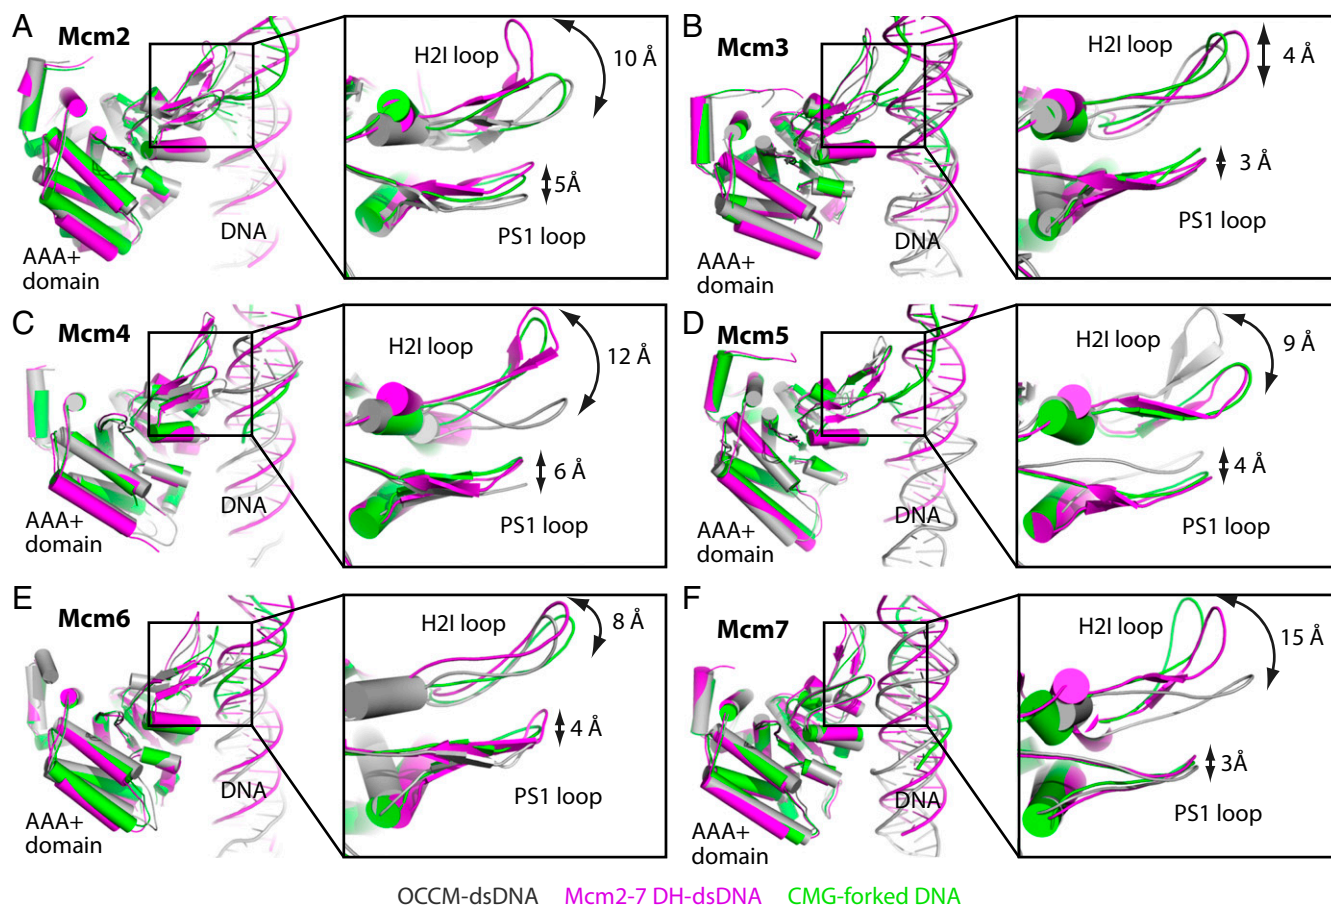 A
Mcm2
H2I loop
10 Å
5Å
PS1 loop
DNA
AAA+
domain
B
Mcm3
H2I loop
4 Å
3 Å
PS1 loop
DNA
AAA+
domain
C
Mcm4
H2I loop
12 Å
6 Å
PS1 loop
DNA
AAA+
domain
D
Mcm5
H2I loop
9 Å
4 Å
PS1 loop
DNA
AAA+
domain
E
Mcm6
H2I loop
8 Å
4 Å
PS1 loop
DNA
AAA+
domain
F
Mcm7
H2I loop
15 Å
3Å
PS1 loop
DNA
AAA+
domain
OCCM-dsDNA Mcm2-7 DH-dsDNA CMG-forked DNA